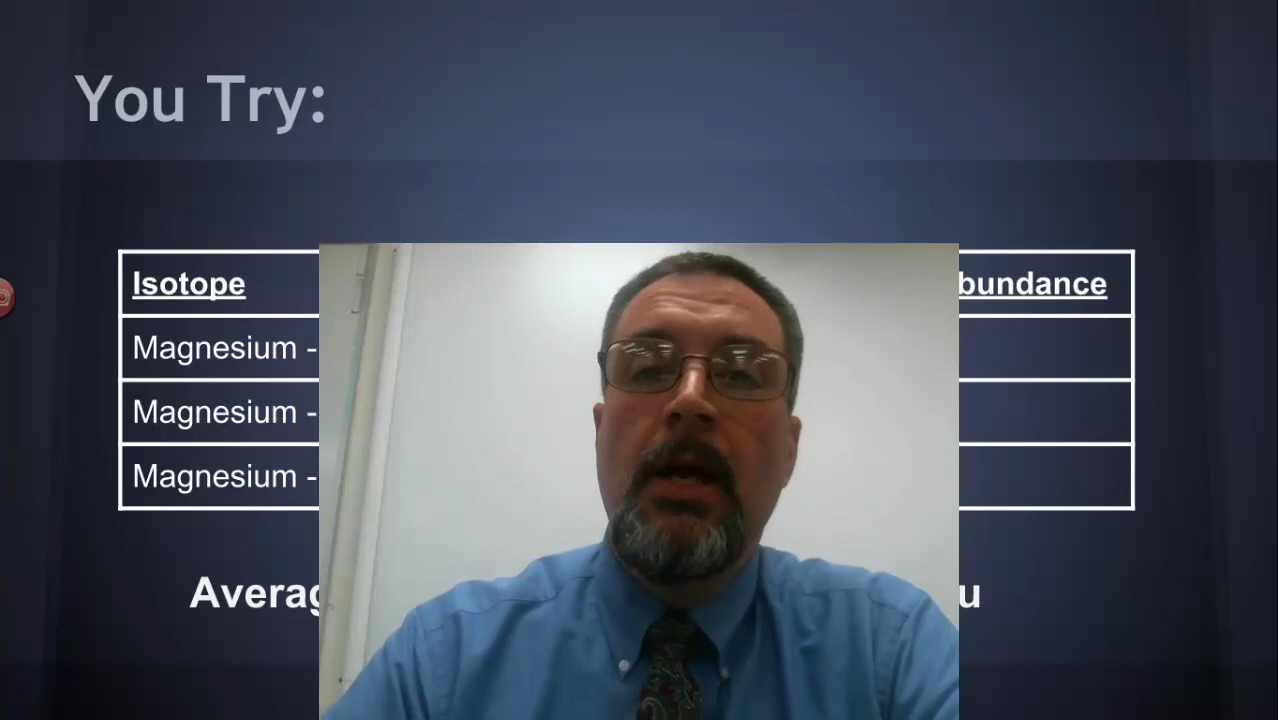 You Try:
Isotope bundance
Magnesium -
Magnesium -
Magnesium -
Averag u